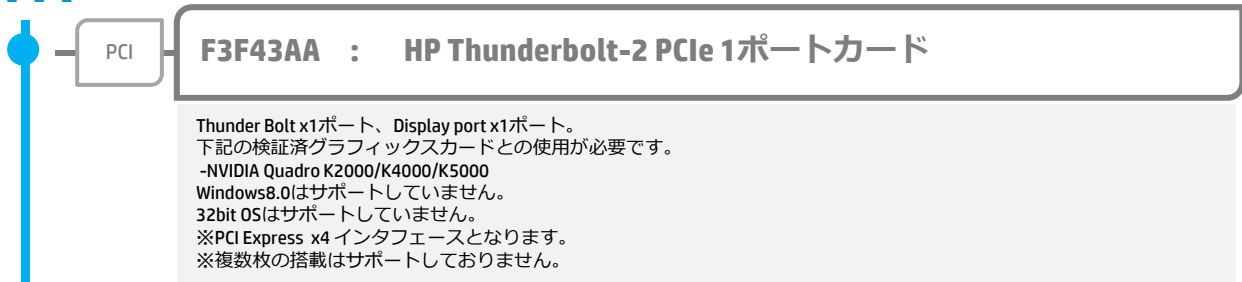 PCI
F3F43AA : HP Thunderbolt-2 PCIe 1ポートカード
Thunder Bolt x1ポート、Display port x1ポート。
下記の検証済グラフィックスカードとの使用が必要です。
-NVIDIA Quadro K2000/K4000/K5000
Windows8.0はサポートしていません。
32bit OSはサポートしていません。
※PCI Express x4 インタフェースとなります。
※複数枚の搭載はサポートしておりません。